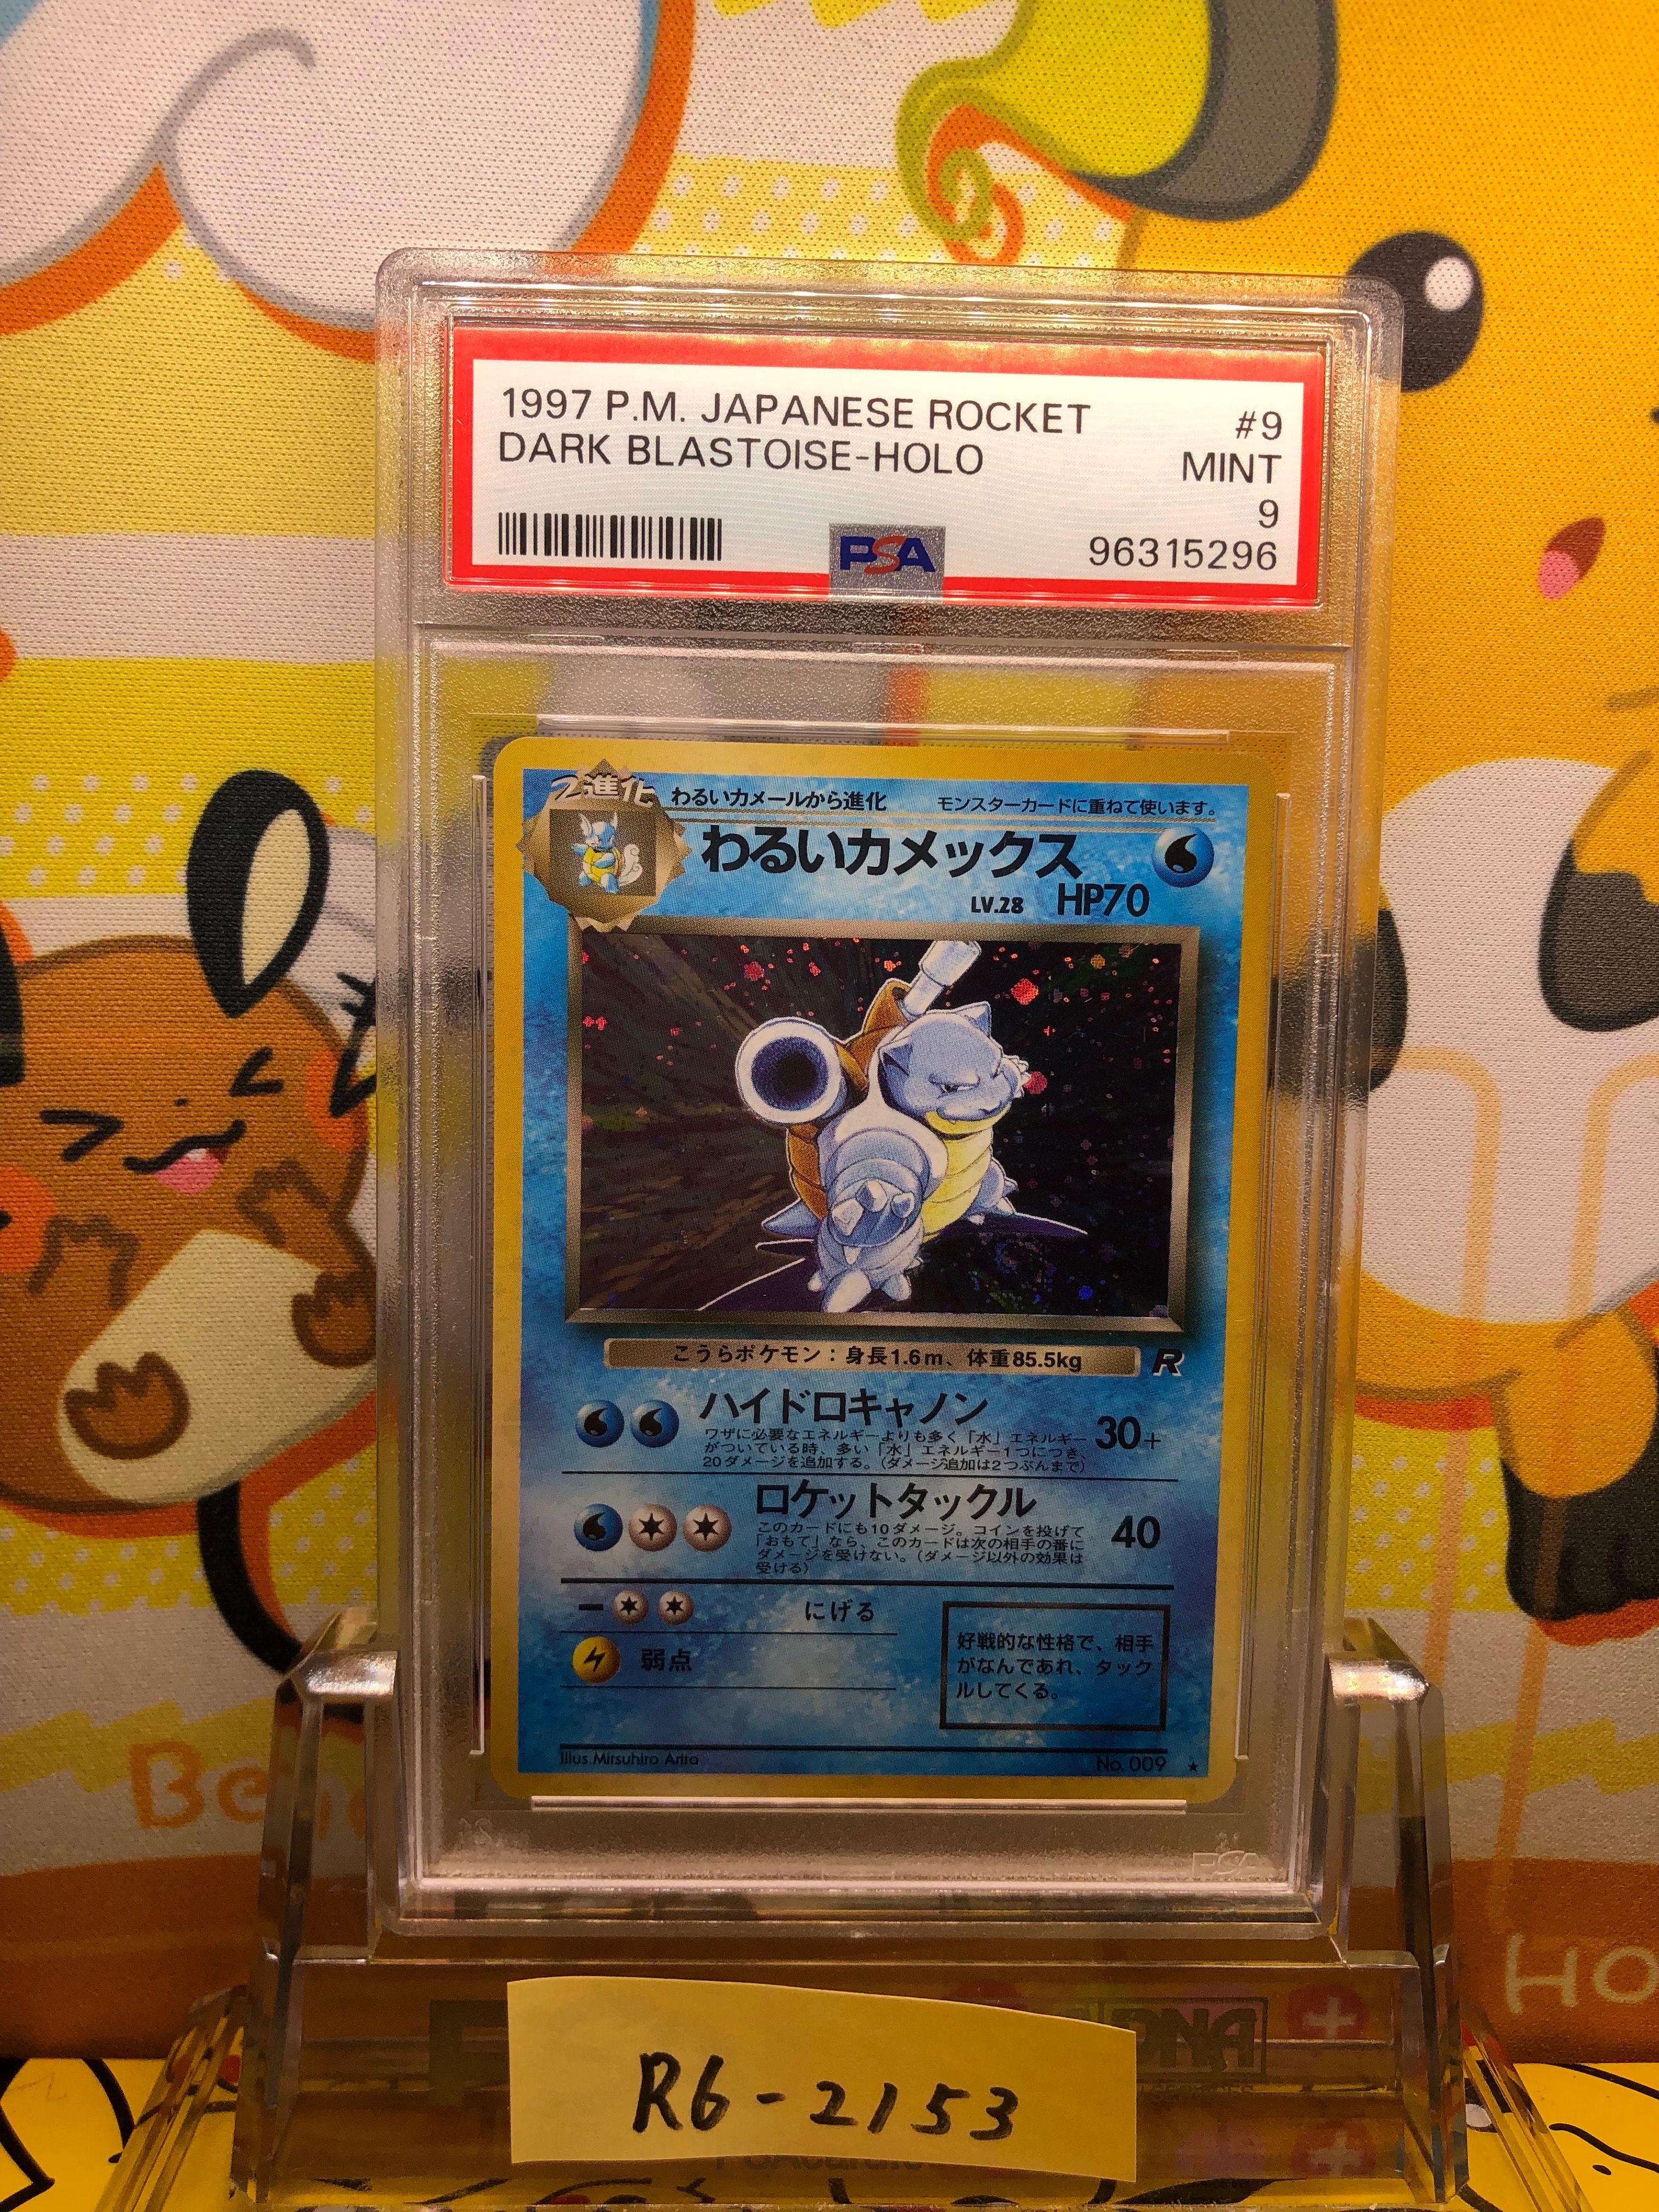 1997 P.M. JAPANESE ROCKET #9
DARK BLASTOISE-HOLO MINT
9
PSA 96315296
2進化 わるいカメールから進化 モンスターカードに重ねて使います。
わるいカメックス
LV.28 HP70
こうらポケモン：身長1.6m、体重85.5kg R
ハイドロキャノン 30+
ワザに必要なエネルギーよりも多く「水」エネルギー
がついている時、多い「水」エネルギー1つにつき、
20ダメージを追加する。（ダメージ追加は2つぶんまで）
ロケットタックル 40
このカードにも10ダメージ。コインを投げて
「おもて」なら、このカードは次の相手の番に
ダメージを受けない。（ダメージ以外の効果は
受ける）
にげる
弱点
好戦的な性格で、相手
がなんであれ、タック
ルしてくる。
Illus.Mitsuhiro Arita No.009 ★
PSA
R6-2153